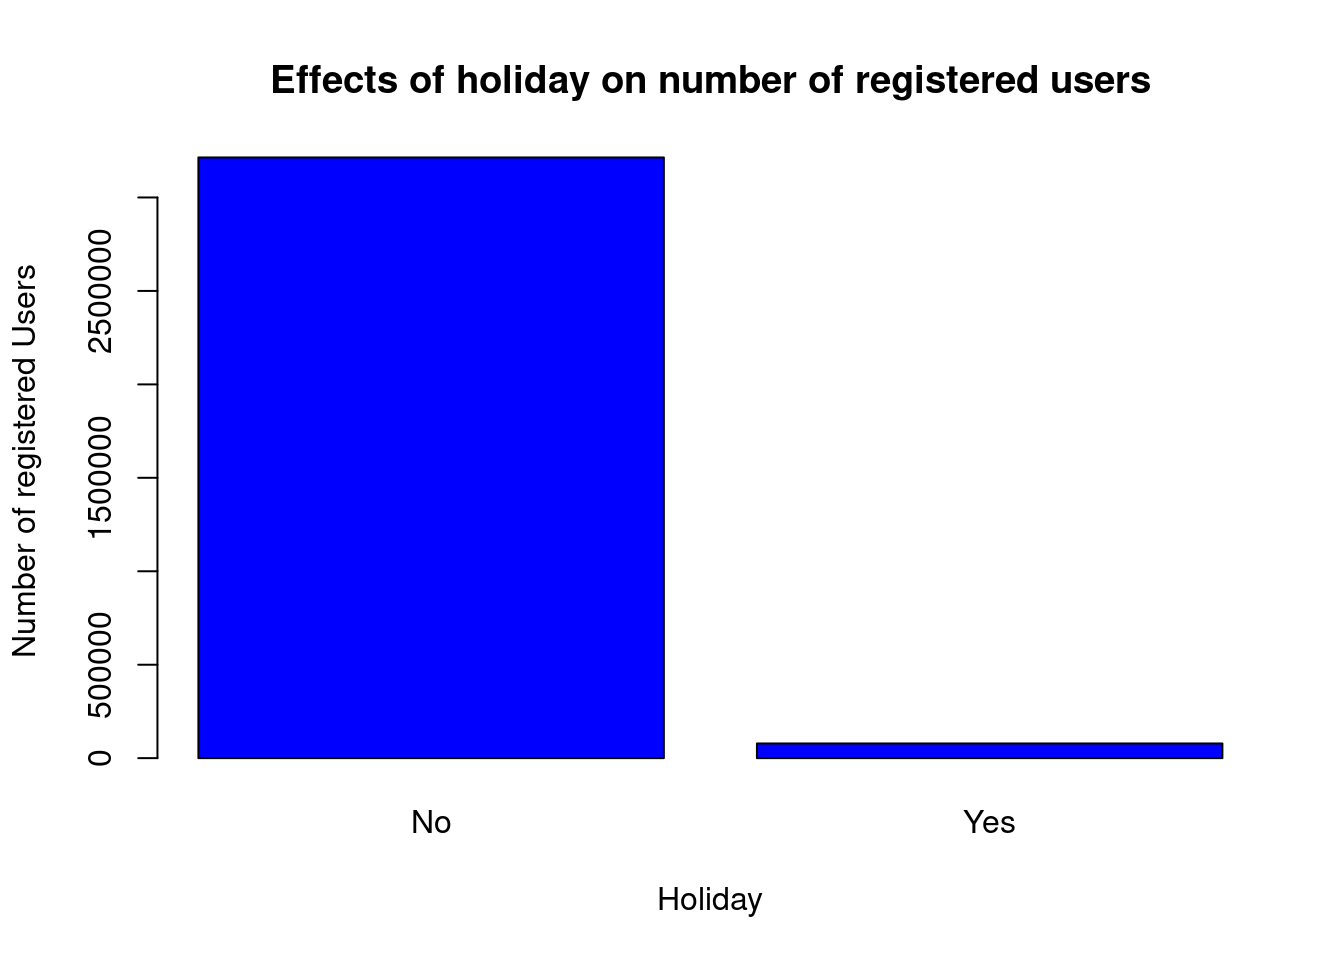 Effects of holiday on number of registered users
Number of registered Users
2500000
1500000
500000
0
No
Yes
Holiday